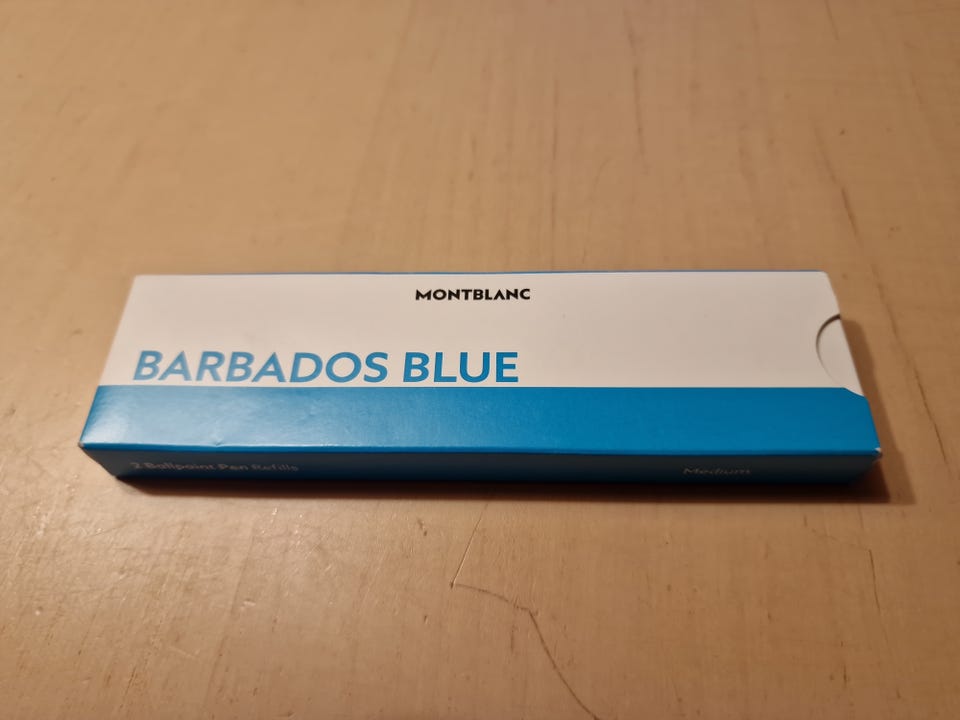 MONTBLANC
BARBADOS BLUE
2 Ballpoint Pen Refills
Medium